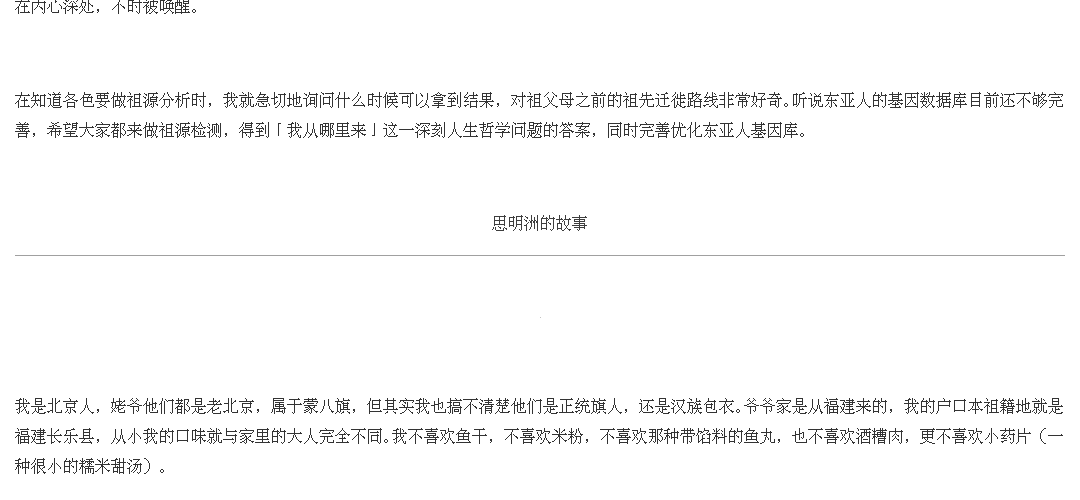 在内心深处，不时被唤醒。
在知道各色要做祖源分析时，我就急切地询问什么时候可以拿到结果，对祖父母之前的祖先迁徙路线非常好奇。听说东亚人的基因数据库目前还不够完
善，希望大家都来做祖源检测，得到「我从哪里来」这一深刻人生哲学问题的答案，同时完善优化东亚人基因库。
思明洲的故事
我是北京人，姥爷他们都是老北京，属于蒙八旗，但其实我也搞不清楚他们是正统旗人，还是汉族包衣。爷爷家是从福建来的，我的户口本祖籍地就是
福建长乐县，从小我的口味就与家里的大人完全不同。我不喜欢鱼干，不喜欢米粉，不喜欢那种带馅料的鱼丸，也不喜欢酒糟肉，更不喜欢小药片（一
种很小的糯米甜汤）。